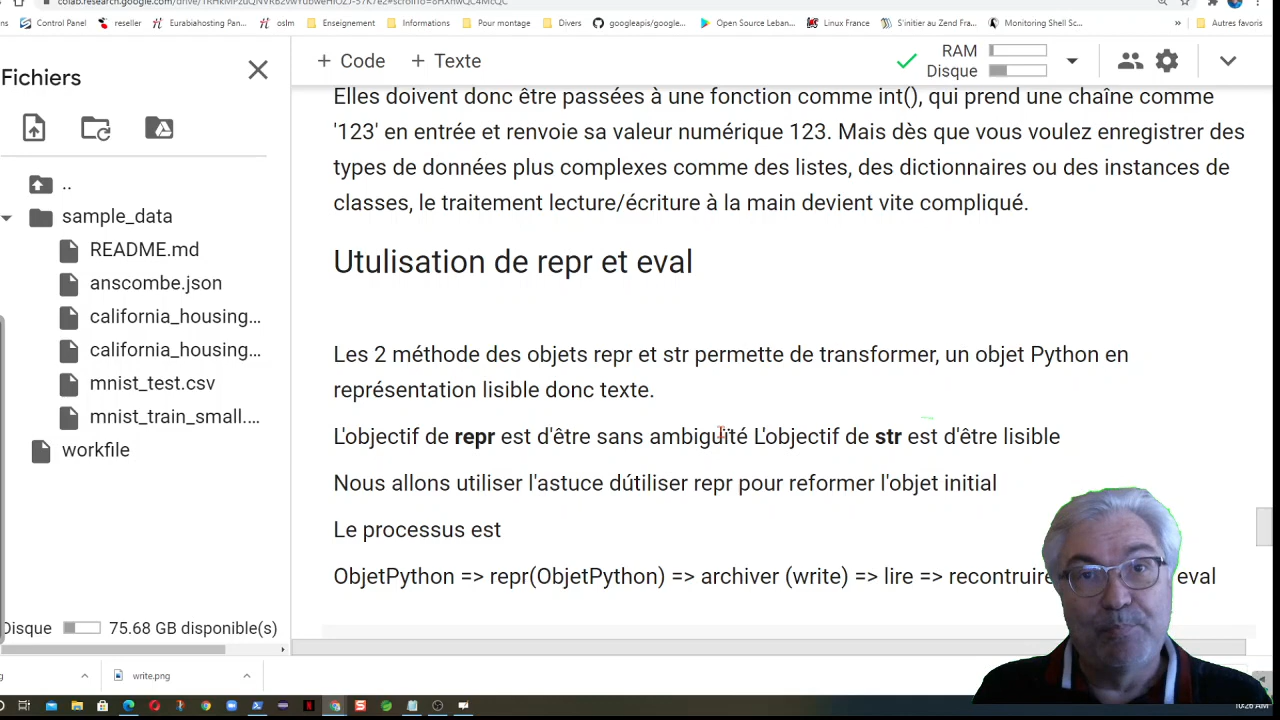 colab.research.google.com/drive/
Control Panel
reseller
Eurabiahosting Pan...
oslm
Enseignement
Informations
Pour montage
Divers
googleapis/google...
Open Source Leban...
Linux France
S'initier au Zend Fra...
Monitoring Shell Sc...
»
Autres favoris
Fichiers
+ Code
+ Texte
RAM
Disque
..
sample_data
README.md
anscombe.json
california_housing...
california_housing...
mnist_test.csv
mnist_train_small....
workfile
Disque
75.68 GB disponible(s)
Elles doivent donc être passées à une fonction comme int(), qui prend une chaîne comme
'123' en entrée et renvoie sa valeur numérique 123. Mais dès que vous voulez enregistrer des
types de données plus complexes comme des listes, des dictionnaires ou des instances de
classes, le traitement lecture/écriture à la main devient vite compliqué.
Utulisation de repr et eval
Les 2 méthode des objets repr et str permette de transformer, un objet Python en
représentation lisible donc texte.
L'objectif de repr est d'être sans ambiguïté L'objectif de str est d'être lisible
Nous allons utiliser l'astuce dútiliser repr pour reformer l'objet initial
Le processus est
ObjetPython => repr(ObjetPython) => archiver (write) => lire => recontruire eval
write.png
10:26 AM